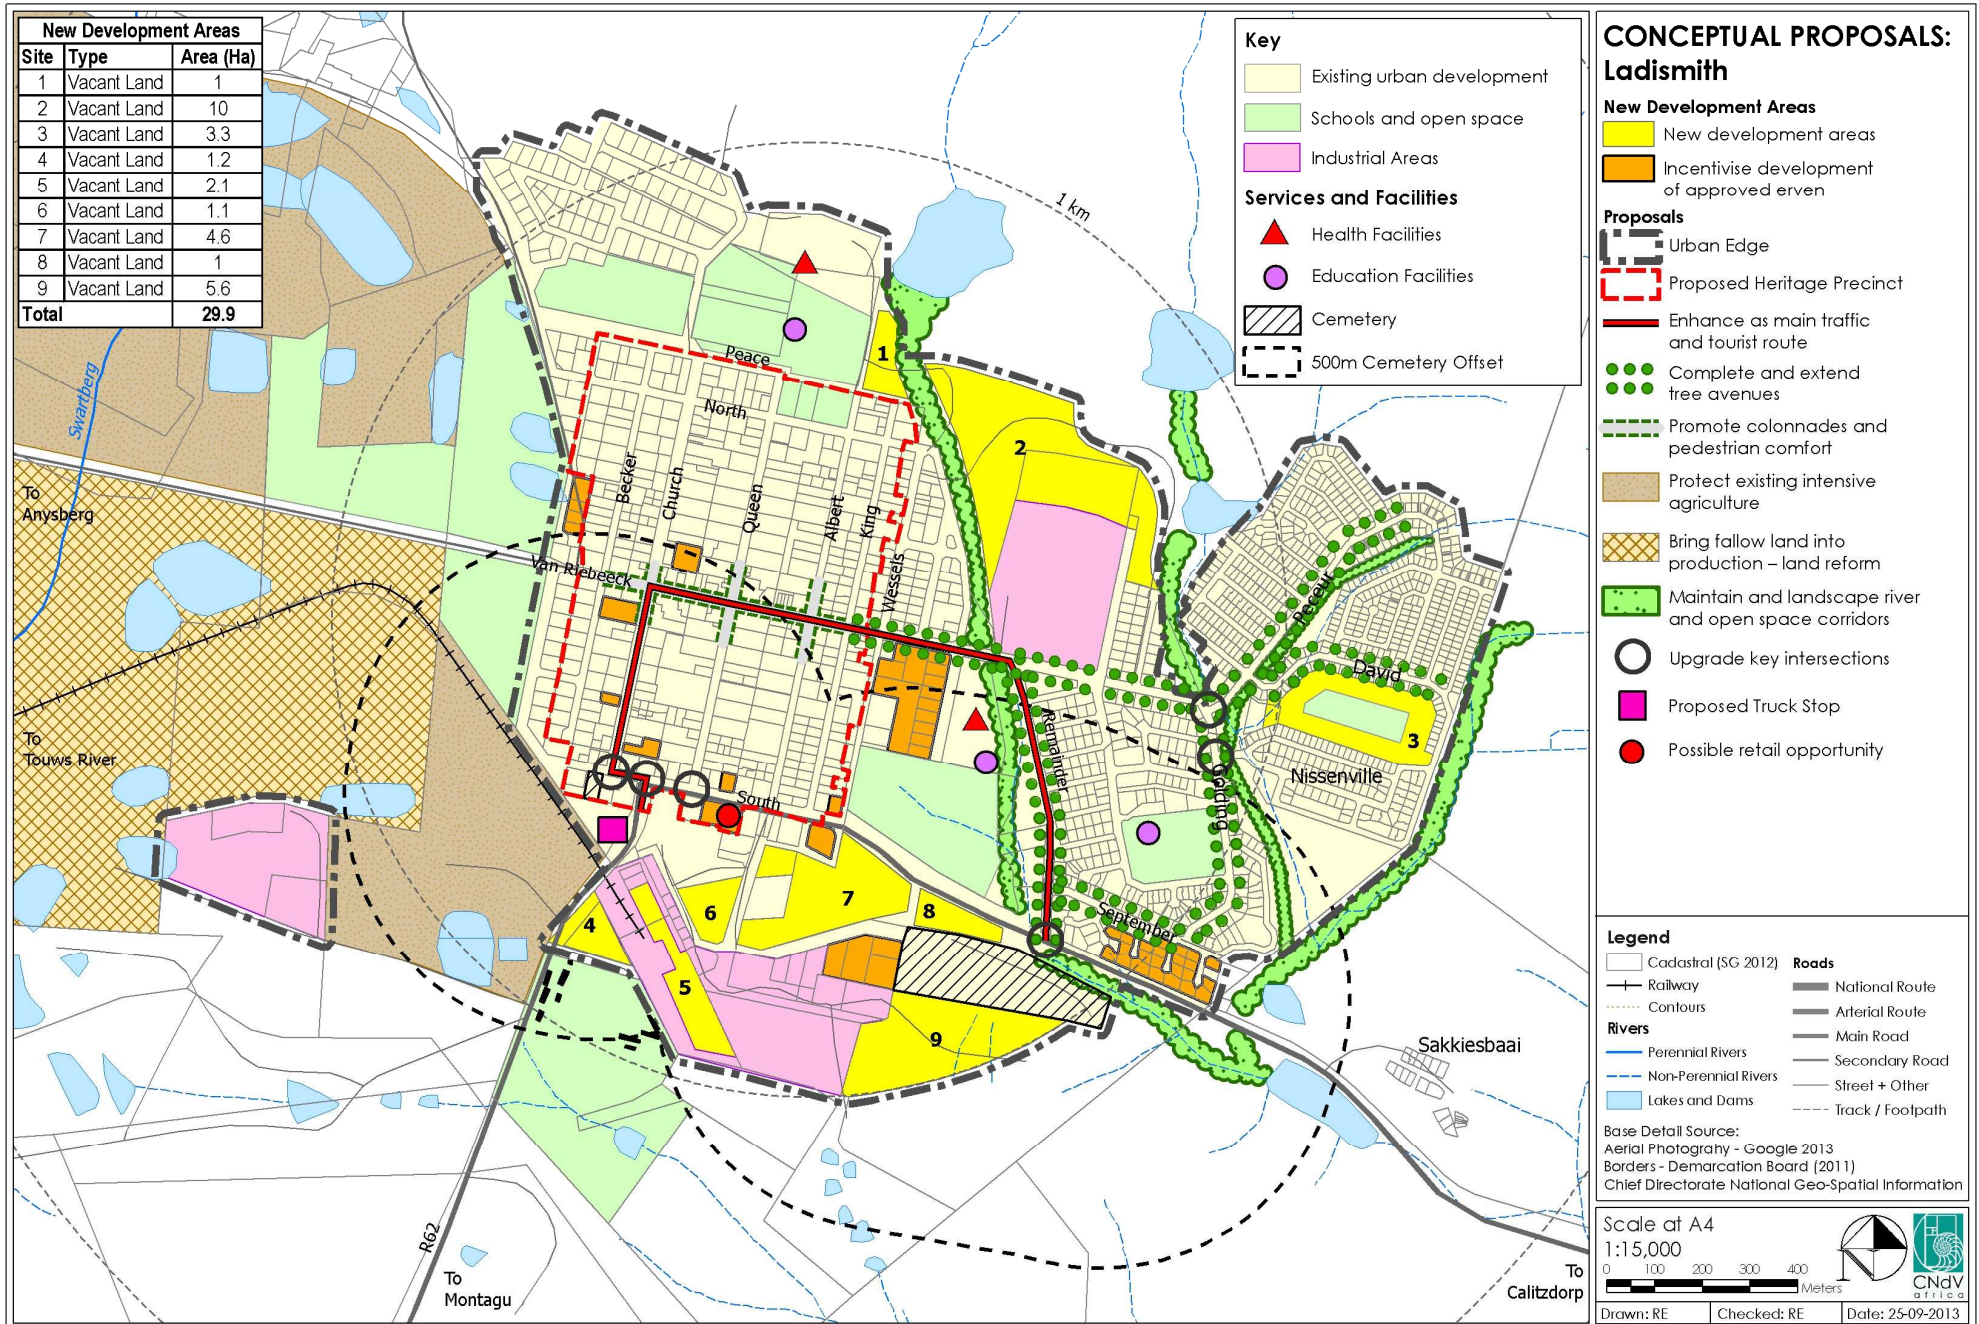 New Development Areas
Site Type Area (Ha)
1 Vacant Land 1
2 Vacant Land 10
3 Vacant Land 3.3
4 Vacant Land 1.2
5 Vacant Land 2.1
6 Vacant Land 1.1
7 Vacant Land 4.6
8 Vacant Land 1
9 Vacant Land 5.6
Total 29.9
Key
Existing urban development
Schools and open space
Industrial Areas
Services and Facilities
Health Facilities
Education Facilities
Cemetery
500m Cemetery Offset
1 km
Swartberg
To
Anysberg
To
Touws River
Peace
North
Becker
Church
Queen
Albert
King
Wessels
Van Riebeeck
South
Remainder
Receur
David
Nissenville
Golding
September
Sakkiesbaai
1
2
3
4
5
6
7
8
9
R62
To
Montagu
To
Calitzdorp
CONCEPTUAL PROPOSALS:
Ladismith
New Development Areas
New development areas
Incentivise development
of approved erven
Proposals
Urban Edge
Proposed Heritage Precinct
Enhance as main traffic
and tourist route
Complete and extend
tree avenues
Promote colonnades and
pedestrian comfort
Protect existing intensive
agriculture
Bring fallow land into
production – land reform
Maintain and landscape river
and open space corridors
Upgrade key intersections
Proposed Truck Stop
Possible retail opportunity
Legend
Cadastral (SG 2012)
Railway
Contours
Rivers
Perennial Rivers
Non-Perennial Rivers
Lakes and Dams
Roads
National Route
Arterial Route
Main Road
Secondary Road
Street + Other
Track / Footpath
Base Detail Source:
Aerial Photograhy - Google 2013
Borders - Demarcation Board (2011)
Chief Directorate National Geo-Spatial Information
Scale at A4
1:15,000
0 100 200 300 400
Meters
CNdV
africa
Drawn: RE Checked: RE Date: 25-09-2013